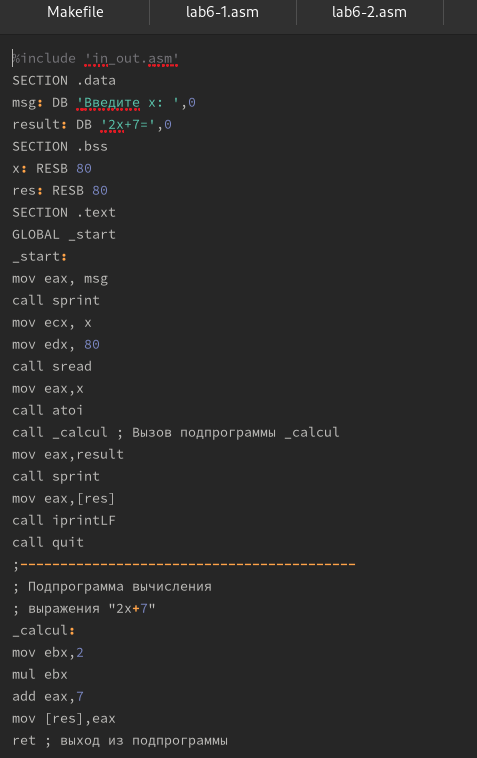 Makefile lab6-1.asm lab6-2.asm
%include 'in_out.asm'
SECTION .data
msg: DB 'Введите x: ',0
result: DB '2x+7=',0
SECTION .bss
x: RESB 80
res: RESB 80
SECTION .text
GLOBAL _start
_start:
mov eax, msg
call sprint
mov ecx, x
mov edx, 80
call sread
mov eax,x
call atoi
call _calcul ; Вызов подпрограммы _calcul
mov eax,result
call sprint
mov eax,[res]
call iprintLF
call quit
;------------------------------------------
; Подпрограмма вычисления
; выражения "2x+7"
_calcul:
mov ebx,2
mul ebx
add eax,7
mov [res],eax
ret ; выход из подпрограммы